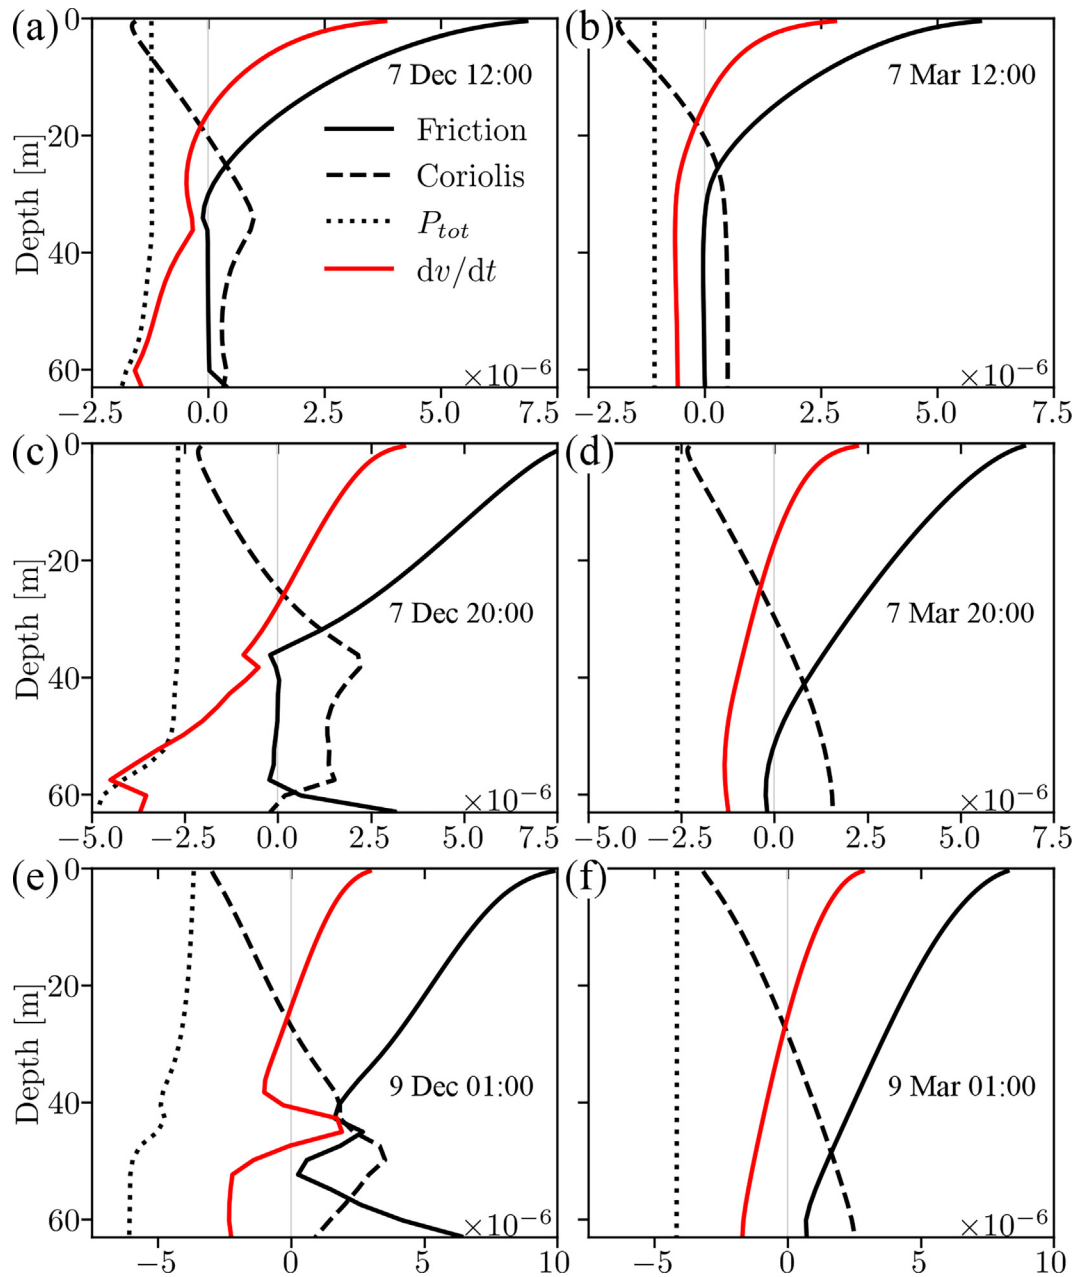 (a)
7 Dec 12:00
Friction
Coriolis
P_{tot}
dv/dt
Depth [m]
0
20
40
60
×10^{-6}
−2.5
0.0
2.5
5.0
7.5
(b)
7 Mar 12:00
×10^{-6}
−2.5
0.0
2.5
5.0
7.5
(c)
7 Dec 20:00
Depth [m]
0
20
40
60
×10^{-6}
−5.0
−2.5
0.0
2.5
5.0
7.5
(d)
7 Mar 20:00
×10^{-6}
−5.0
−2.5
0.0
2.5
5.0
7.5
(e)
9 Dec 01:00
Depth [m]
0
20
40
60
×10^{-6}
−5
0
5
10
(f)
9 Mar 01:00
×10^{-6}
−5
0
5
10